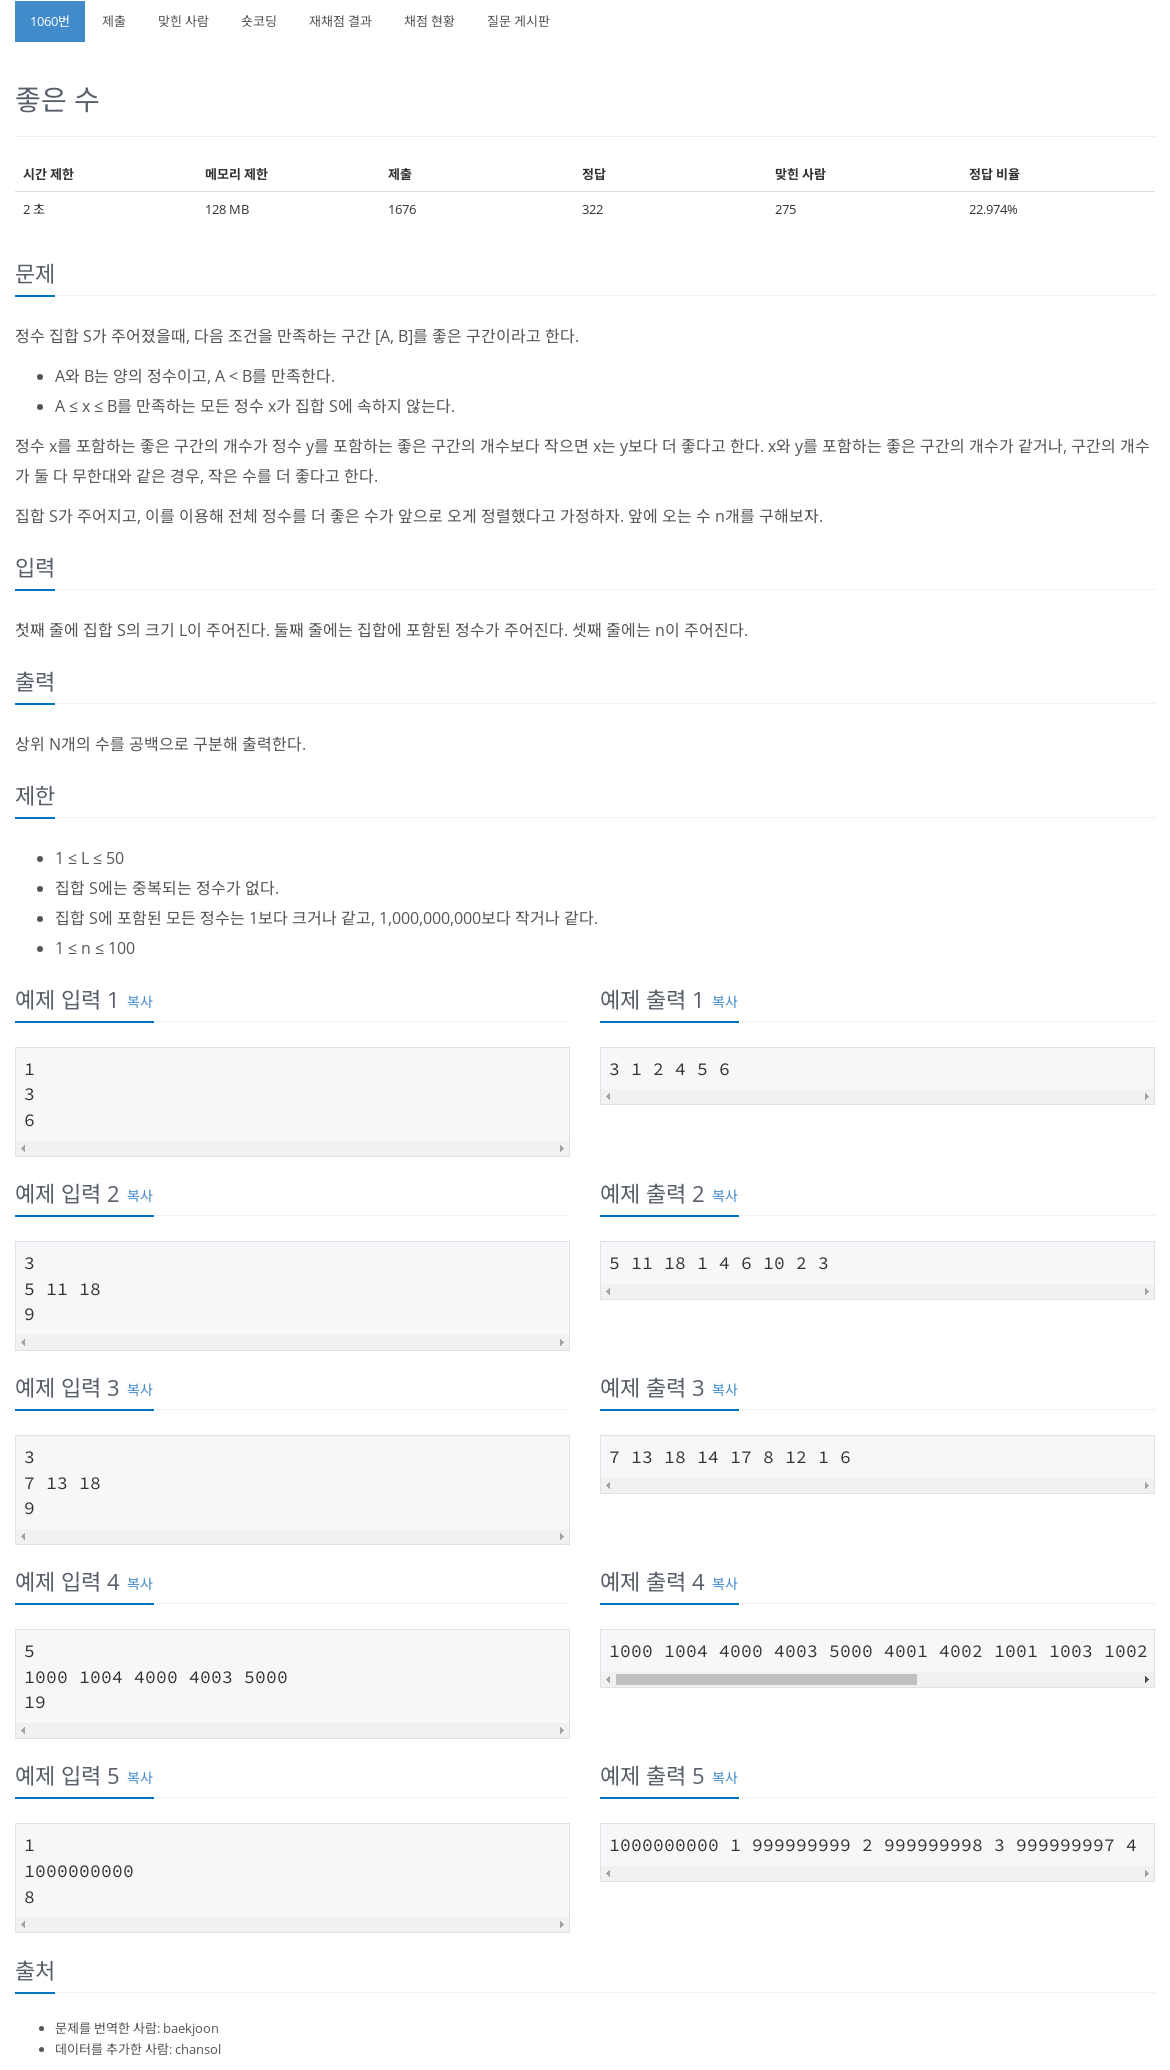 1060번 제출 맞힌 사람 숏코딩 재채점 결과 채점 현황 질문 게시판
좋은 수
시간 제한 메모리 제한 제출 정답 맞힌 사람 정답 비율
2 초 128 MB 1676 322 275 22.974%
문제
정수 집합 S가 주어졌을때, 다음 조건을 만족하는 구간 [A, B]를 좋은 구간이라고 한다.
• A와 B는 양의 정수이고, A < B를 만족한다.
• A ≤ x ≤ B를 만족하는 모든 정수 x가 집합 S에 속하지 않는다.
정수 x를 포함하는 좋은 구간의 개수가 정수 y를 포함하는 좋은 구간의 개수보다 작으면 x는 y보다 더 좋다고 한다. x와 y를 포함하는 좋은 구간의 개수가 같거나, 구간의 개수
가 둘 다 무한대와 같은 경우, 작은 수를 더 좋다고 한다.
집합 S가 주어지고, 이를 이용해 전체 정수를 더 좋은 수가 앞으로 오게 정렬했다고 가정하자. 앞에 오는 수 n개를 구해보자.
입력
첫째 줄에 집합 S의 크기 L이 주어진다. 둘째 줄에는 집합에 포함된 정수가 주어진다. 셋째 줄에는 n이 주어진다.
출력
상위 N개의 수를 공백으로 구분해 출력한다.
제한
• 1 ≤ L ≤ 50
• 집합 S에는 중복되는 정수가 없다.
• 집합 S에 포함된 모든 정수는 1보다 크거나 같고, 1,000,000,000보다 작거나 같다.
• 1 ≤ n ≤ 100
예제 입력 1 복사
1
3
6
예제 출력 1 복사
3 1 2 4 5 6
예제 입력 2 복사
3
5 11 18
9
예제 출력 2 복사
5 11 18 1 4 6 10 2 3
예제 입력 3 복사
3
7 13 18
9
예제 출력 3 복사
7 13 18 14 17 8 12 1 6
예제 입력 4 복사
5
1000 1004 4000 4003 5000
19
예제 출력 4 복사
1000 1004 4000 4003 5000 4001 4002 1001 1003 1002
예제 입력 5 복사
1
1000000000
8
예제 출력 5 복사
1000000000 1 999999999 2 999999998 3 999999997 4
출처
• 문제를 번역한 사람: baekjoon
• 데이터를 추가한 사람: chansol